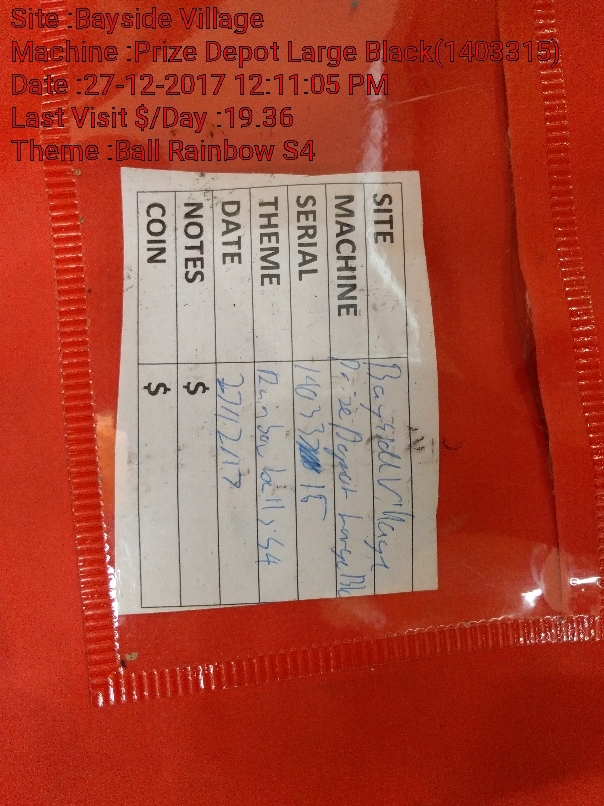 Site :Bayside Village
Machine :Prize Depot Large Black(1403315)
Date :27-12-2017 12:11:05 PM
Last Visit $/Day :19.36
Theme :Ball Rainbow S4
SITE Bayside Village
MACHINE Prize Depot Large Bl
SERIAL 1403315
THEME Rainbow balls S4
DATE 27/12/17
NOTES $
COIN $